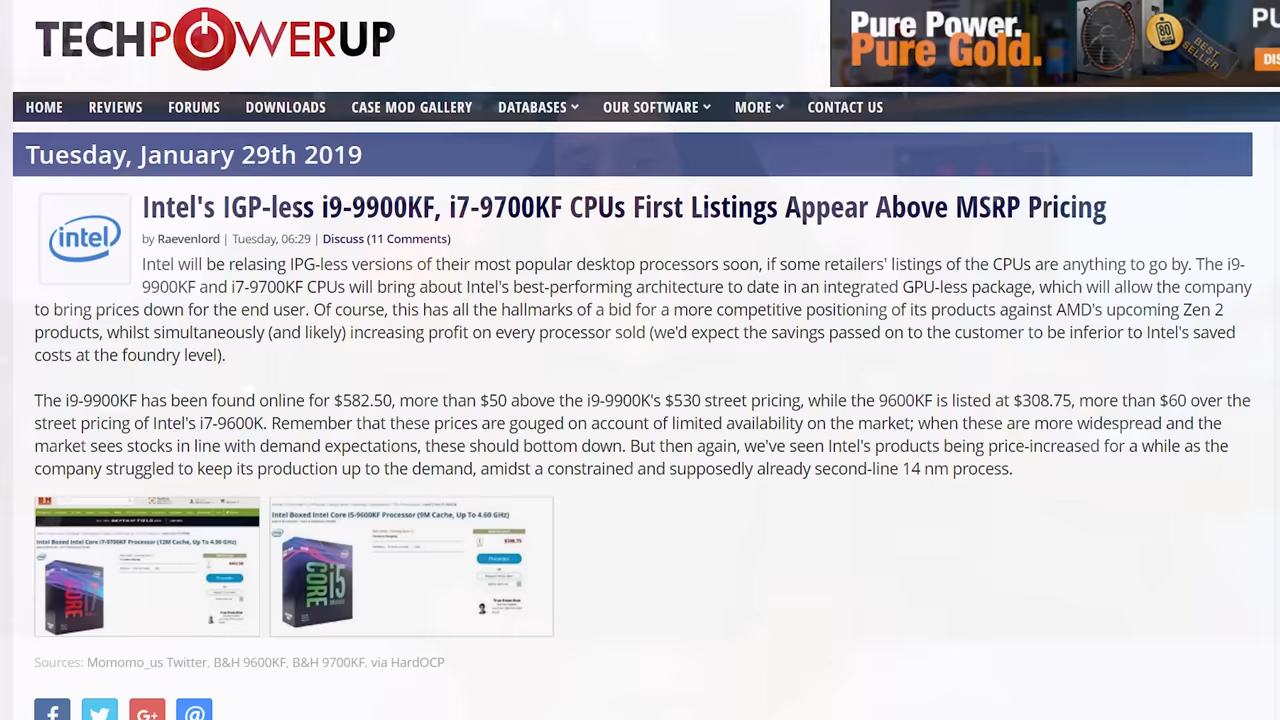 TECHPOWERUP
Pure Power.
Pure Gold.
80
BEST
SELLER
PU
DIS
HOME REVIEWS FORUMS DOWNLOADS CASE MOD GALLERY DATABASES OUR SOFTWARE MORE CONTACT US
Tuesday, January 29th 2019
intel
Intel's IGP-less i9-9900KF, i7-9700KF CPUs First Listings Appear Above MSRP Pricing
by Raevenlord | Tuesday, 06:29 | Discuss (11 Comments)
Intel will be relasing IPG-less versions of their most popular desktop processors soon, if some retailers' listings of the CPUs are anything to go by. The i9-
9900KF and i7-9700KF CPUs will bring about Intel's best-performing architecture to date in an integrated GPU-less package, which will allow the company
to bring prices down for the end user. Of course, this has all the hallmarks of a bid for a more competitive positioning of its products against AMD's upcoming Zen 2
products, whilst simultaneously (and likely) increasing profit on every processor sold (we'd expect the savings passed on to the customer to be inferior to Intel's saved
costs at the foundry level).
The i9-9900KF has been found online for $582.50, more than $50 above the i9-9900K's $530 street pricing, while the 9600KF is listed at $308.75, more than $60 over the
street pricing of Intel's i7-9600K. Remember that these prices are gouged on account of limited availability on the market; when these are more widespread and the
market sees stocks in line with demand expectations, these should bottom down. But then again, we've seen Intel's products being price-increased for a while as the
company struggled to keep its production up to the demand, amidst a constrained and supposedly already second-line 14 nm process.
B&H
Intel Boxed Intel Core i7-9700KF Processor (12M Cache, Up To 4.90 GHz)
Intel Boxed Intel Core i5-9600KF Processor (9M Cache, Up To 4.60 GHz)
CORE i5
$308.75
Sources: Momomo_us Twitter, B&H 9600KF, B&H 9700KF, via HardOCP
f
G+
@